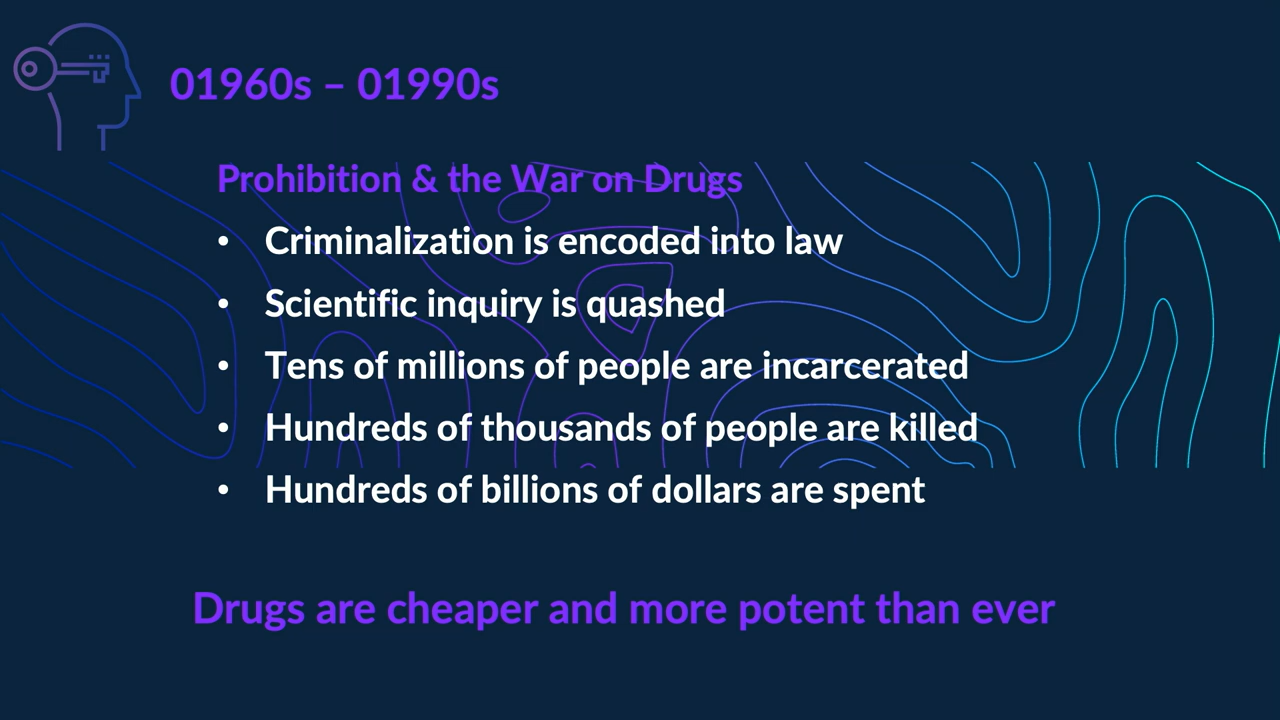 01960s – 01990s
Prohibition & the War on Drugs
• Criminalization is encoded into law
• Scientific inquiry is quashed
• Tens of millions of people are incarcerated
• Hundreds of thousands of people are killed
• Hundreds of billions of dollars are spent
Drugs are cheaper and more potent than ever